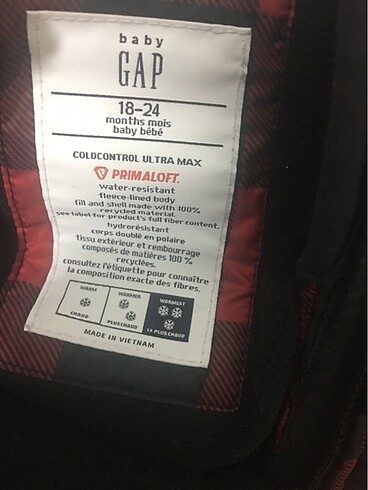 baby
GAP
18-24
months mois
baby bébé
COLDCONTROL ULTRA MAX
PRIMALOFT.
water-resistant
fleece-lined body
fill and shell made with 100%
recycled material.
see label for product's full fiber content.
hydrorésistant
corps doublé en polaire
tissu extérieur et rembourrage
composés de matières 100 %
recyclées.
consultez l'étiquette pour connaître
la composition exacte des fibres.
WARM WARMER WARMEST
CHAUD PLUS CHAUD LE PLUS CHAUD
MADE IN VIETNAM